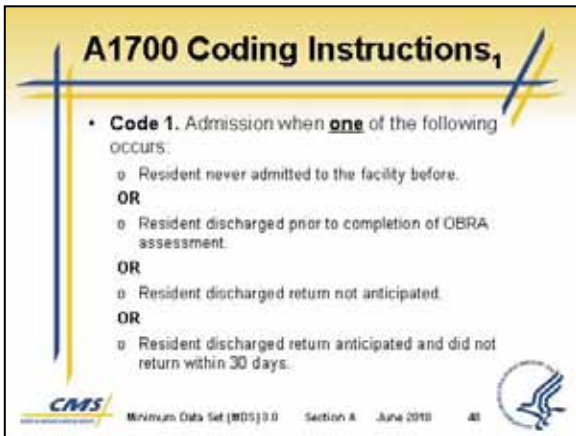 A1700 Coding Instructions1
• Code 1. Admission when one of the following
occurs:
o Resident never admitted to the facility before.
OR
o Resident discharged prior to completion of OBRA
assessment.
OR
o Resident discharged return not anticipated.
OR
o Resident discharged return anticipated and did not
return within 30 days.
CMS
Minimum Data Set (MDS) 3.0 Section A June 2010 40